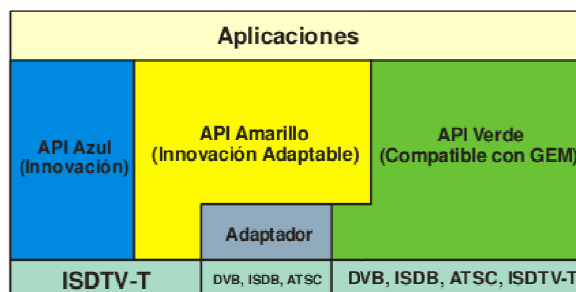 Aplicaciones
API Azul
(Innovación)
API Amarillo
(Innovación Adaptable)
API Verde
(Compatible con GEM)
Adaptador
ISDTV-T
DVB, ISDB, ATSC
DVB, ISDB, ATSC, ISDTV-T